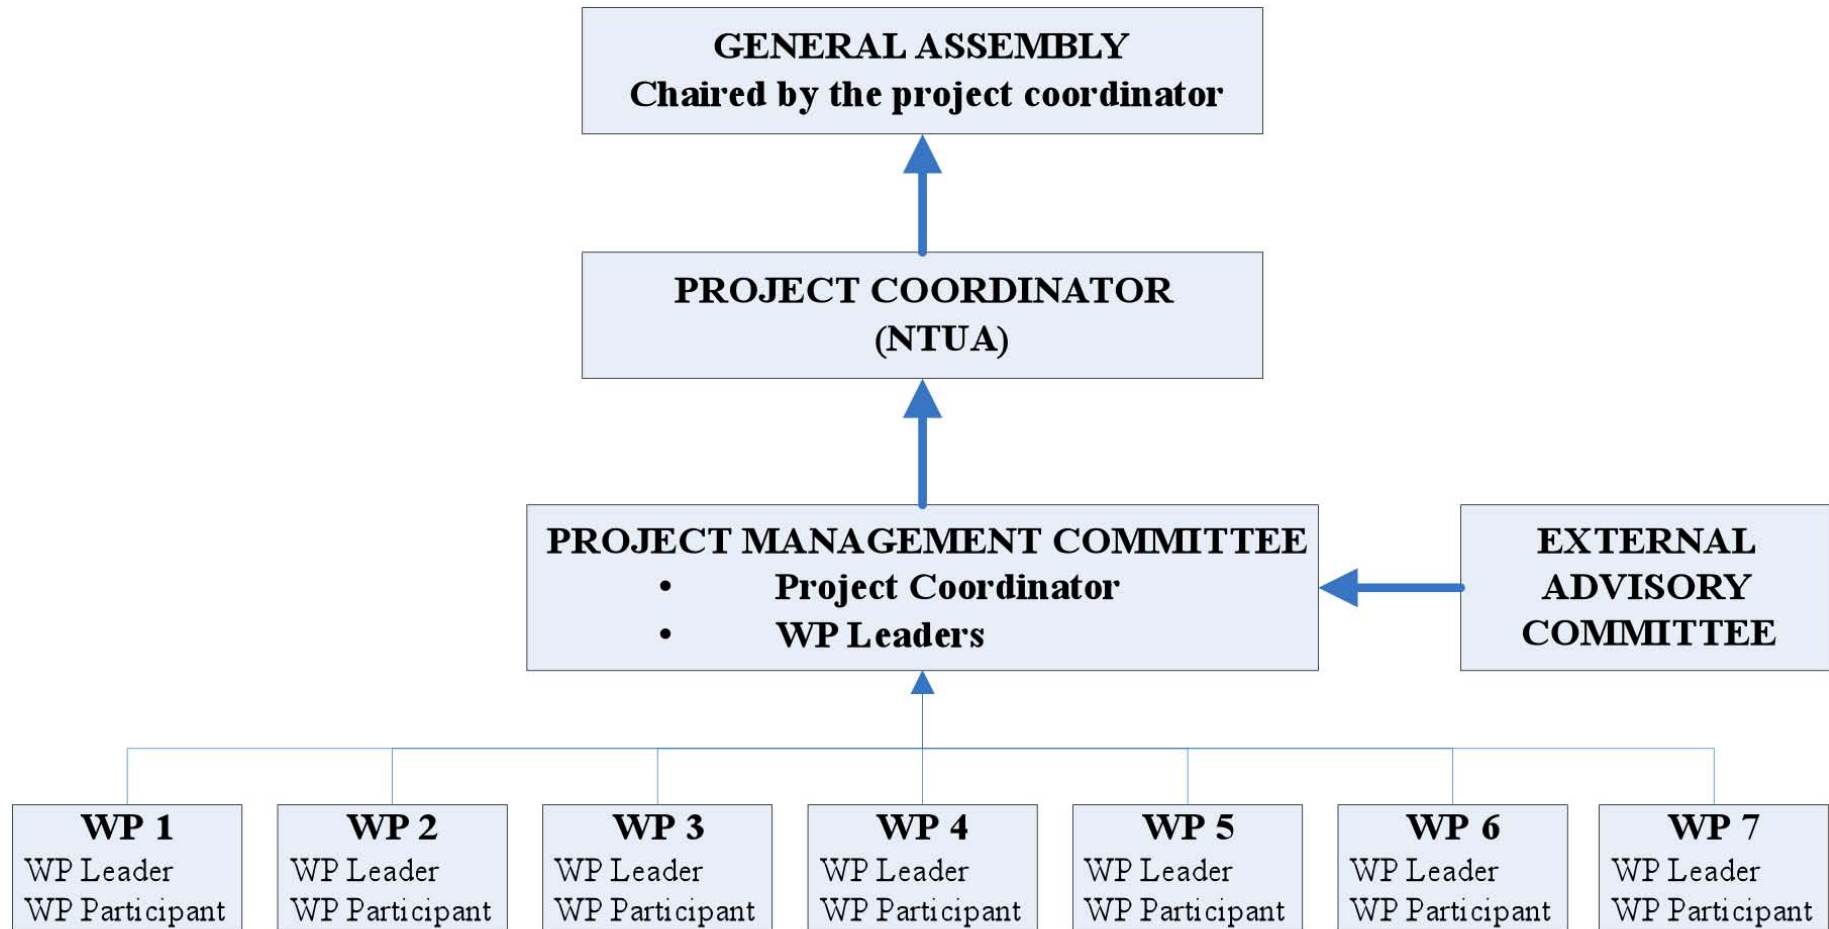 GENERAL ASSEMBLY
Chaired by the project coordinator
PROJECT COORDINATOR
(NTUA)
PROJECT MANAGEMENT COMMITTEE
• Project Coordinator
• WP Leaders
EXTERNAL
ADVISORY
COMMITTEE
WP 1
WP Leader
WP Participant
WP 2
WP Leader
WP Participant
WP 3
WP Leader
WP Participant
WP 4
WP Leader
WP Participant
WP 5
WP Leader
WP Participant
WP 6
WP Leader
WP Participant
WP 7
WP Leader
WP Participant